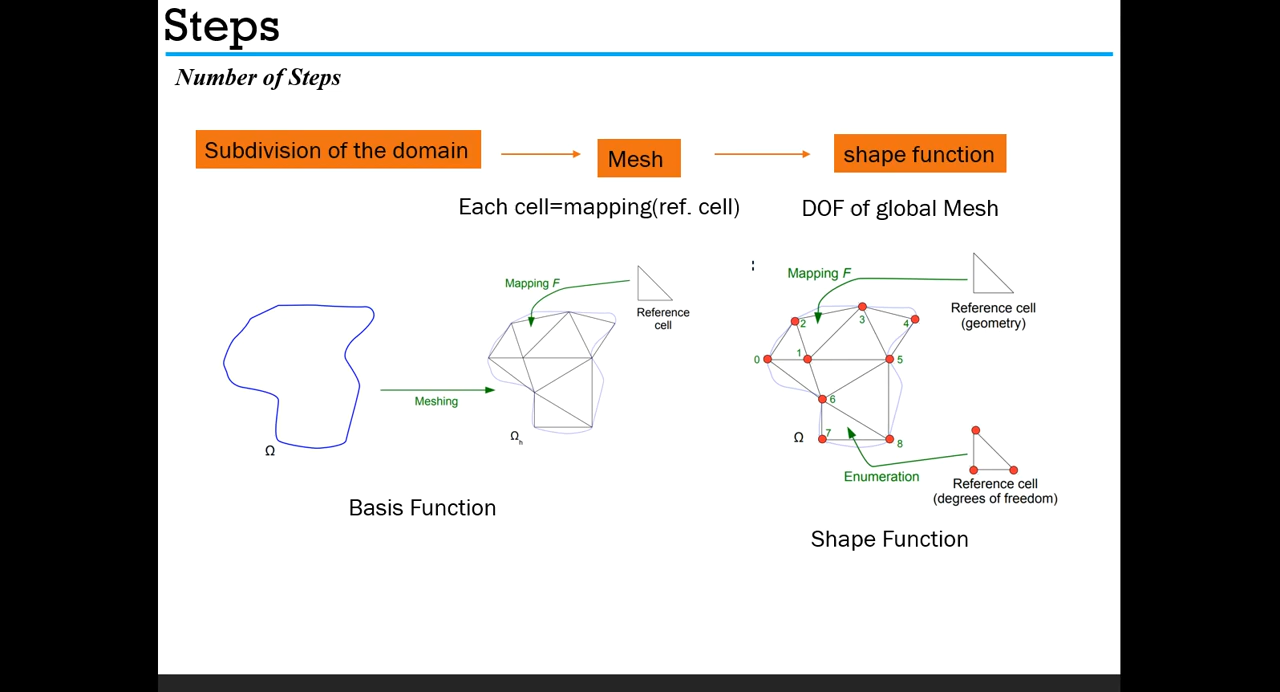 Steps
Number of Steps
Subdivision of the domain
Mesh
shape function
Each cell=mapping(ref. cell)
DOF of global Mesh
:
Mapping F
Reference
cell
Meshing
Ω
Ωh
Mapping F
Reference cell
(geometry)
0
1
2
3
4
5
6
7
8
Ω
Enumeration
Reference cell
(degrees of freedom)
Basis Function
Shape Function